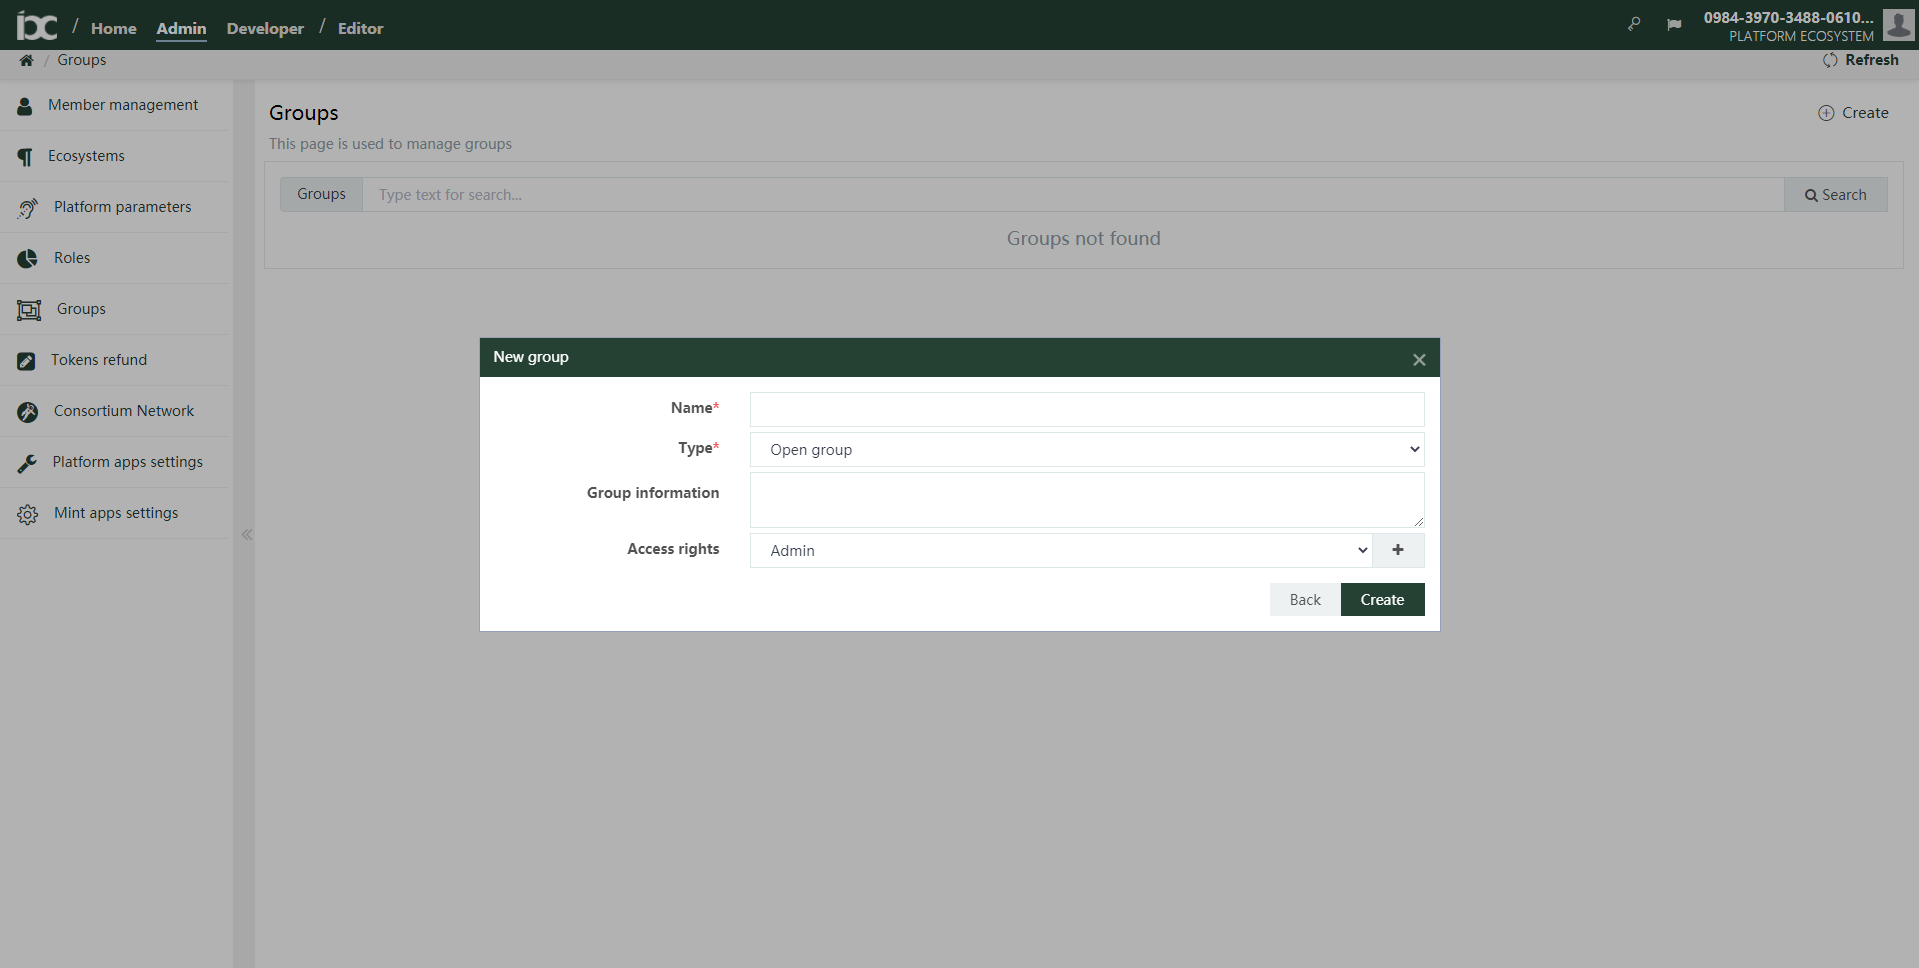 ibc / Home Admin Developer / Editor
0984-3970-3488-0610...
PLATFORM ECOSYSTEM
/ Groups
Refresh
Member management
Ecosystems
Platform parameters
Roles
Groups
Tokens refund
Consortium Network
Platform apps settings
Mint apps settings
Groups
Create
This page is used to manage groups
Groups Type text for search... Search
Groups not found
New group
Name*
Type* Open group
Group information
Access rights Admin
Back Create